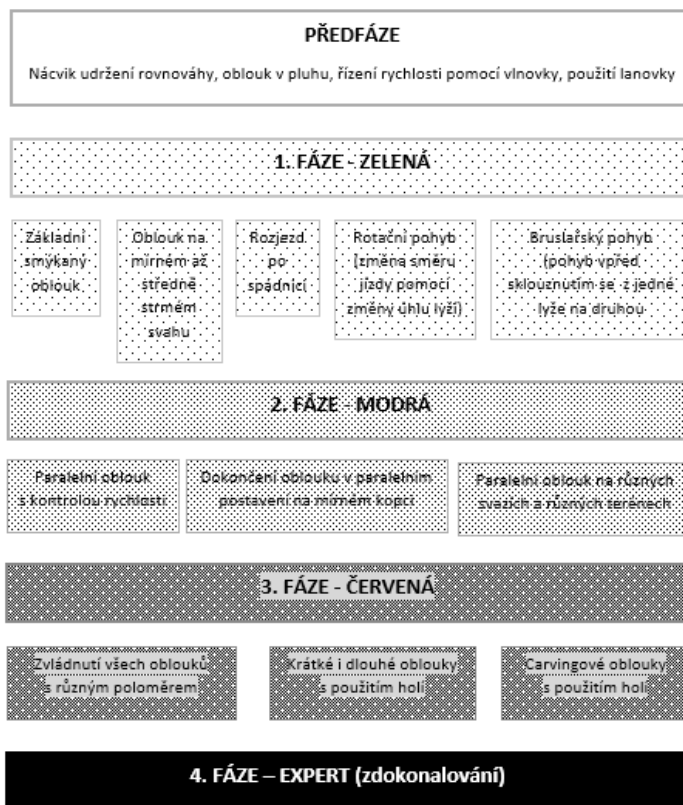 PŘEDFÁZE
Nácvik udržení rovnováhy, oblouk v pluhu, řízení rychlosti pomocí vlnovky, použití lanovky
1. FÁZE - ZELENÁ
Základní
smýkaný
oblouk
Oblouk na
mírném až
středně
strmém
svahu
Rozjezd
po
spádnici
Rotační pohyb
(změna směru
jízdy pomocí
změny úhlu lyží)
Bruslařský pohyb
(pohyb vpřed
sklouznutím se z jedné
lyže na druhou
2. FÁZE - MODRÁ
Paralelní oblouk
s kontrolou rychlosti
Dokončení oblouku v paralelním
postavení na mírném kopci
Paralelní oblouk na různých
svazích a různých terénech
3. FÁZE - ČERVENÁ
Zvládnutí všech oblouků
s různým poloměrem
Krátké i dlouhé oblouky
s použitím holí
Carvingové oblouky
s použitím holí
4. FÁZE – EXPERT (zdokonalování)